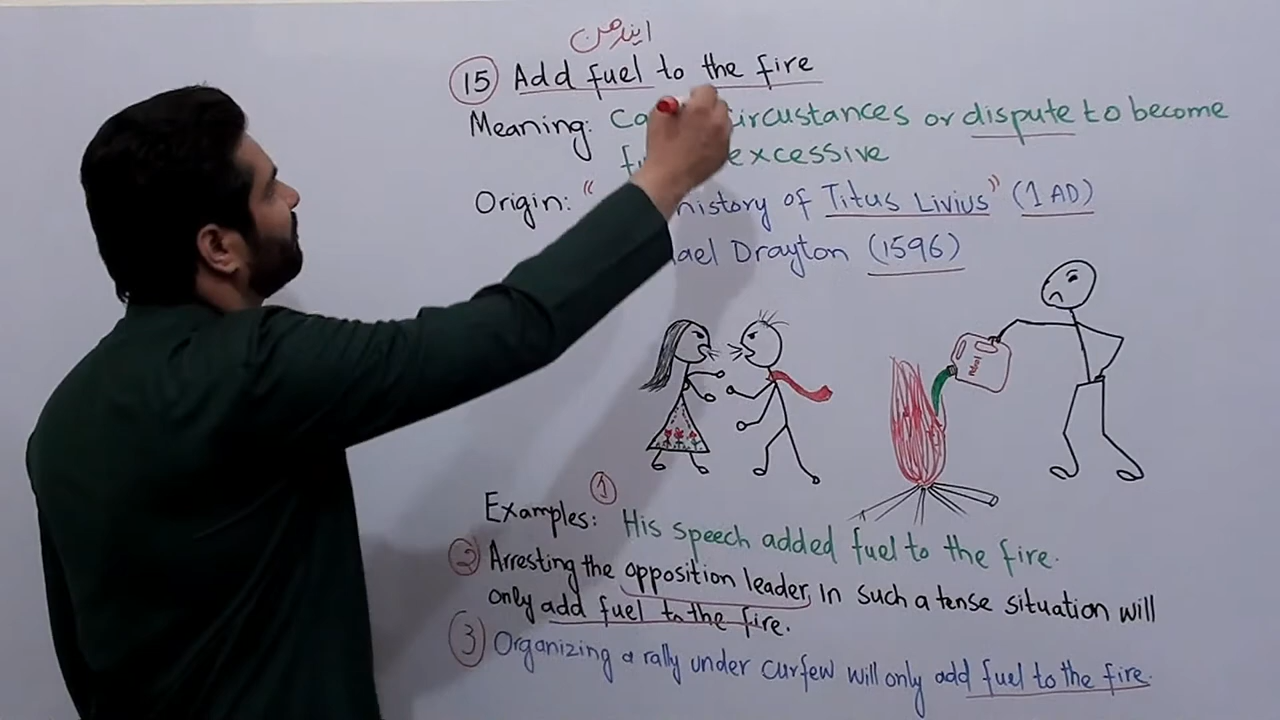 ایندھن
15 Add fuel to the fire
Meaning: ircustances or dispute to become
excessive
Origin: " history of Titus Livius" (1 AD)
Drayton (1596)
Examples: 1 His speech added fuel to the fire.
2 Arresting the opposition leader in such a tense situation will
only add fuel to the fire.
3 Organizing a rally under curfew will only add fuel to the fire.